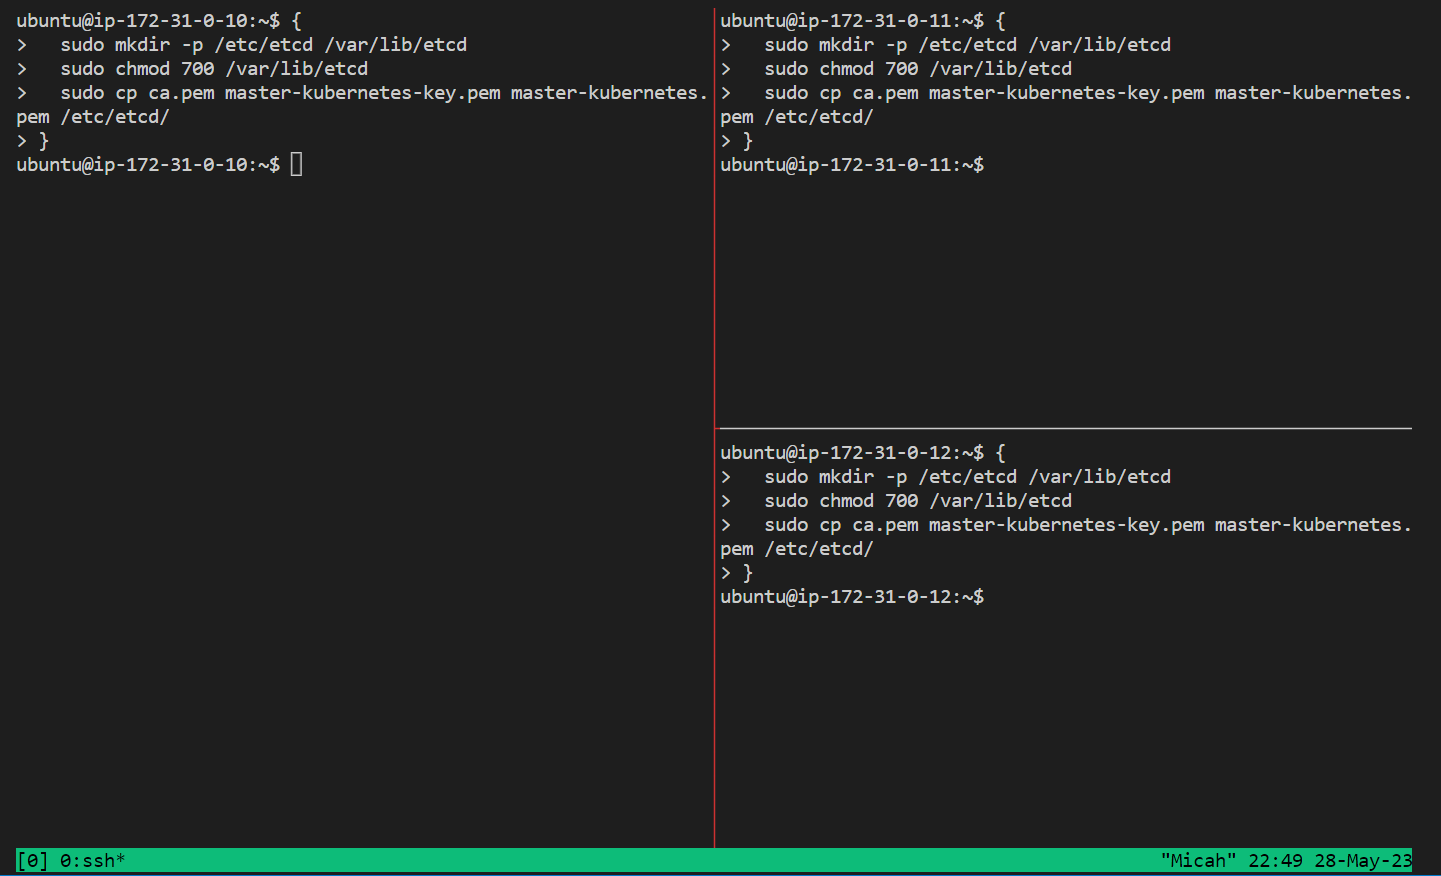 ubuntu@ip-172-31-0-10:~$ {
>   sudo mkdir -p /etc/etcd /var/lib/etcd
>   sudo chmod 700 /var/lib/etcd
>   sudo cp ca.pem master-kubernetes-key.pem master-kubernetes.
pem /etc/etcd/
> }
ubuntu@ip-172-31-0-10:~$
ubuntu@ip-172-31-0-11:~$ {
>   sudo mkdir -p /etc/etcd /var/lib/etcd
>   sudo chmod 700 /var/lib/etcd
>   sudo cp ca.pem master-kubernetes-key.pem master-kubernetes.
pem /etc/etcd/
> }
ubuntu@ip-172-31-0-11:~$
ubuntu@ip-172-31-0-12:~$ {
>   sudo mkdir -p /etc/etcd /var/lib/etcd
>   sudo chmod 700 /var/lib/etcd
>   sudo cp ca.pem master-kubernetes-key.pem master-kubernetes.
pem /etc/etcd/
> }
ubuntu@ip-172-31-0-12:~$
[0] 0:ssh* "Micah" 22:49 28-May-23